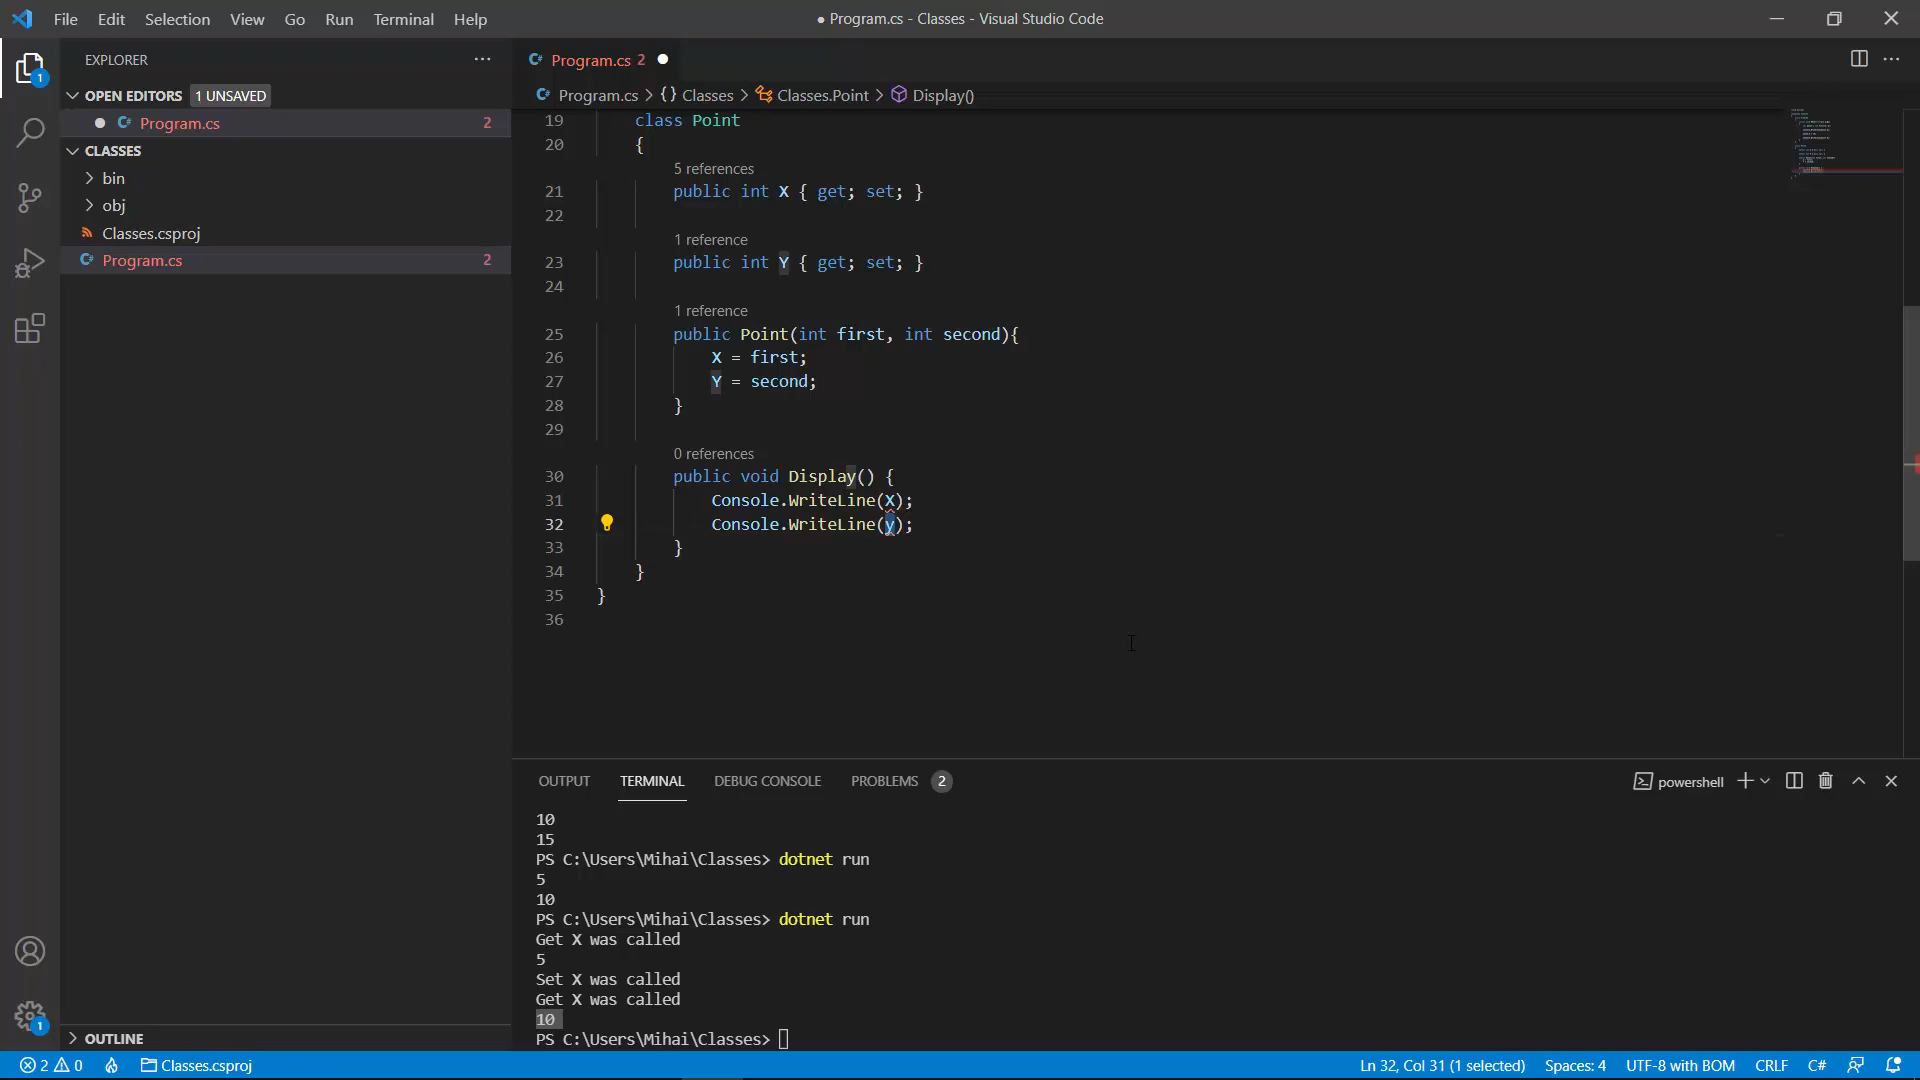 File Edit Selection View Go Run Terminal Help
● Program.cs - Classes - Visual Studio Code
EXPLORER
OPEN EDITORS 1 UNSAVED
Program.cs 2
CLASSES
bin
obj
Classes.csproj
Program.cs 2
OUTLINE
Program.cs 2
Program.cs > {} Classes > Classes.Point > Display()
19 class Point
20 {
5 references
21 public int X { get; set; }
22
1 reference
23 public int Y { get; set; }
24
1 reference
25 public Point(int first, int second){
26 X = first;
27 Y = second;
28 }
29
0 references
30 public void Display() {
31 Console.WriteLine(X);
32 Console.WriteLine(y);
33 }
34 }
35 }
36
OUTPUT TERMINAL DEBUG CONSOLE PROBLEMS 2
powershell
10
15
PS C:\Users\Mihai\Classes> dotnet run
5
10
PS C:\Users\Mihai\Classes> dotnet run
Get X was called
5
Set X was called
Get X was called
10
PS C:\Users\Mihai\Classes>
1
1
2 0 Classes.csproj
Ln 32, Col 31 (1 selected) Spaces: 4 UTF-8 with BOM CRLF C#